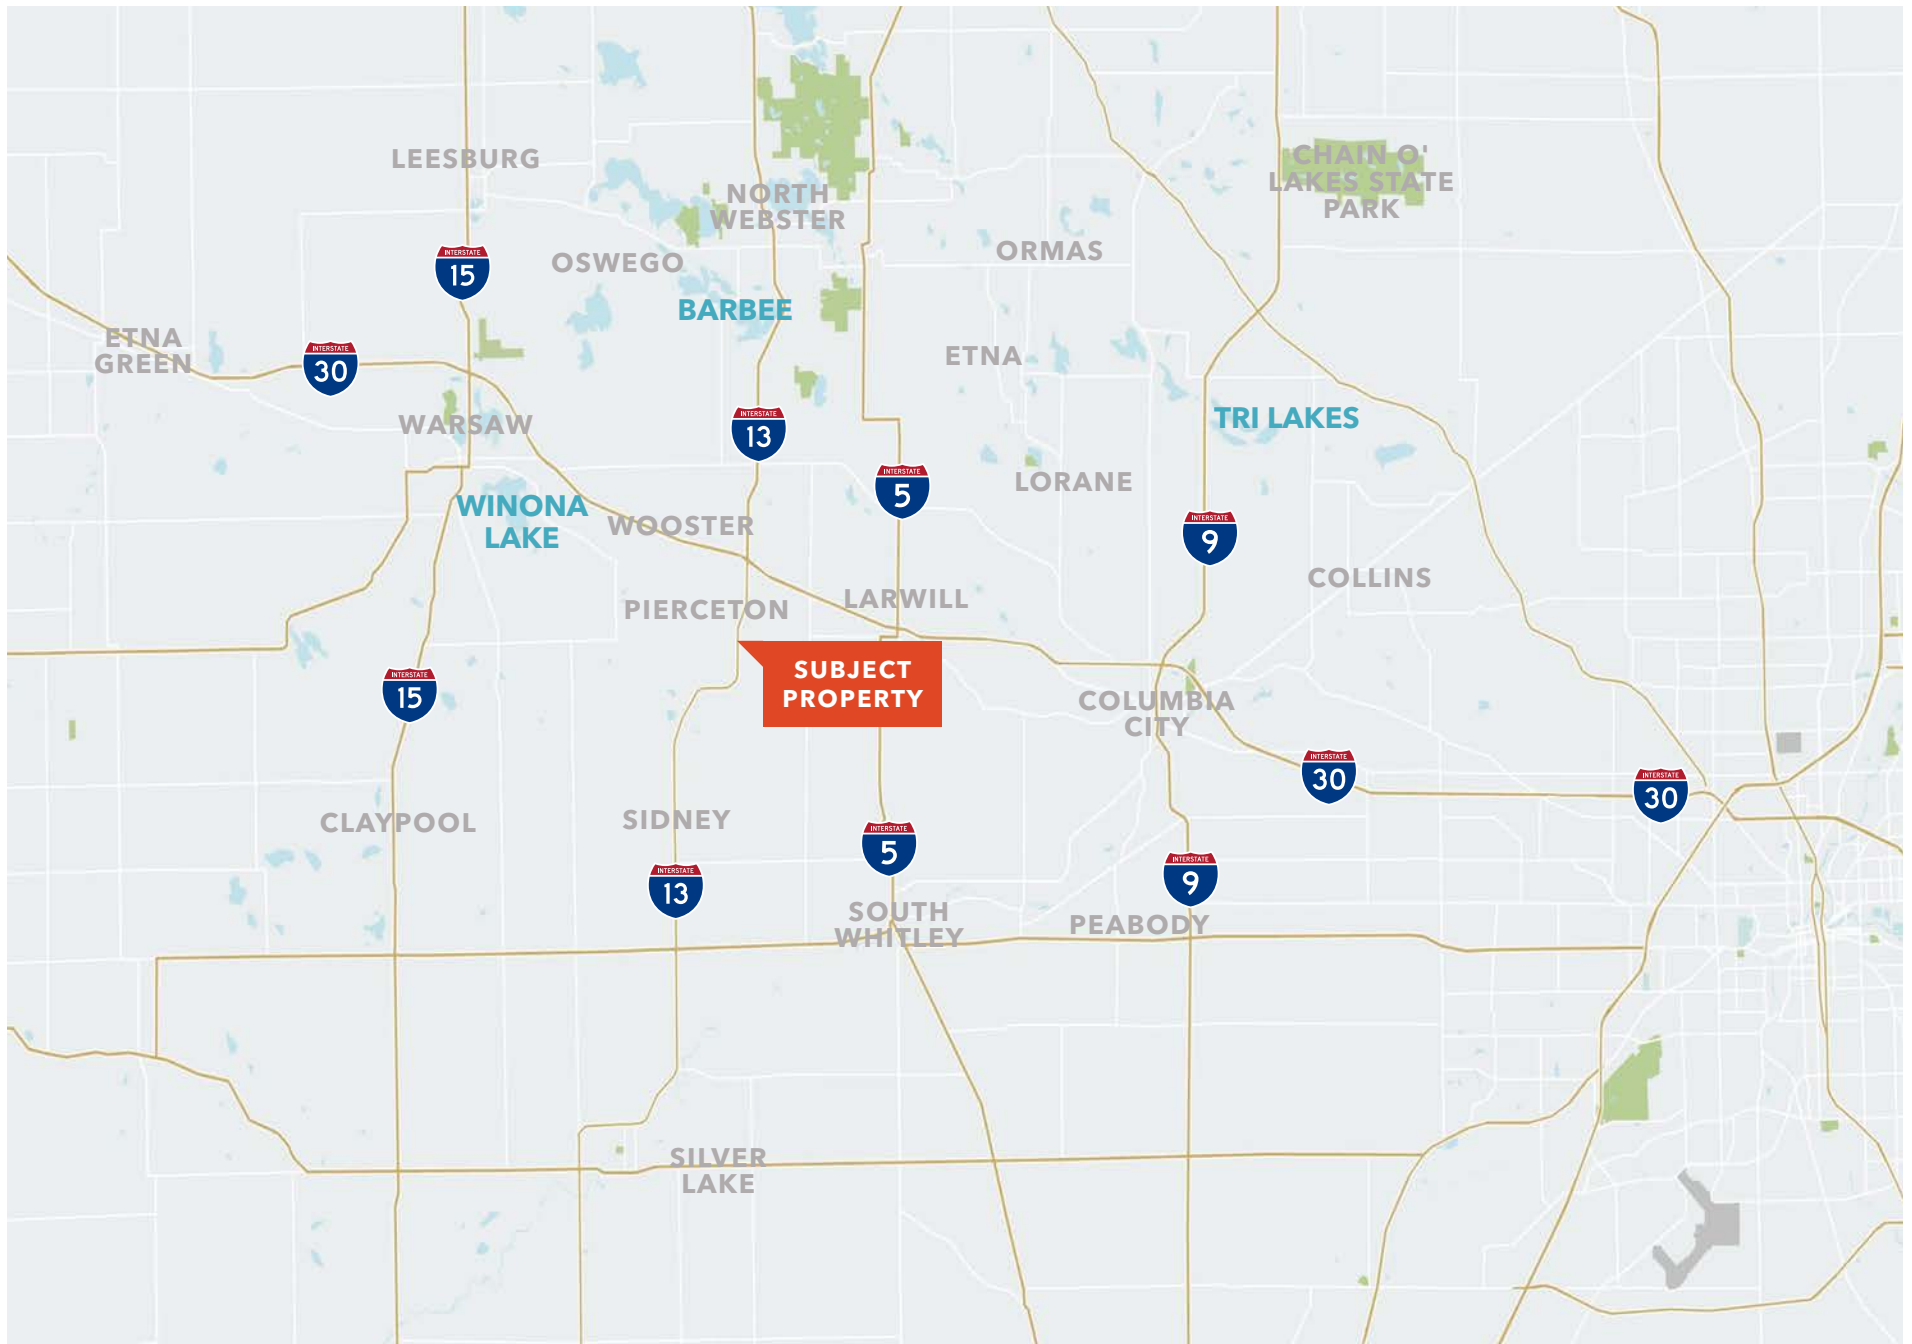 LEESBURG
CHAIN O'
LAKES STATE
PARK
NORTH
WEBSTER
ORMAS
OSWEGO
INTERSTATE
15
BARBEE
ETNA
GREEN
INTERSTATE
30
ETNA
WARSAW
INTERSTATE
13
TRI LAKES
INTERSTATE
5
LORANE
WINONA
LAKE
WOOSTER
INTERSTATE
9
COLLINS
PIERCETON
LARWILL
SUBJECT
PROPERTY
INTERSTATE
15
COLUMBIA
CITY
INTERSTATE
30
INTERSTATE
30
CLAYPOOL
SIDNEY
INTERSTATE
5
INTERSTATE
13
INTERSTATE
9
SOUTH
WHITLEY
PEABODY
SILVER
LAKE